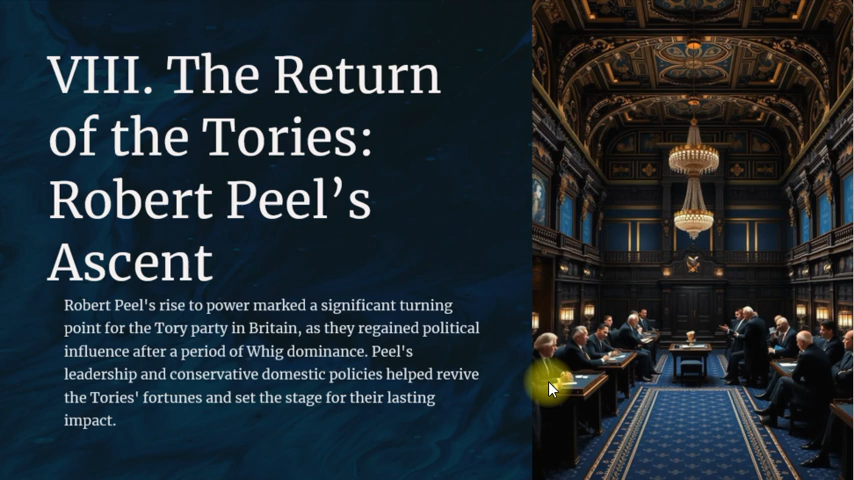 VIII. The Return
of the Tories:
Robert Peel’s
Ascent
Robert Peel's rise to power marked a significant turning
point for the Tory party in Britain, as they regained political
influence after a period of Whig dominance. Peel's
leadership and conservative domestic policies helped revive
the Tories' fortunes and set the stage for their lasting
impact.